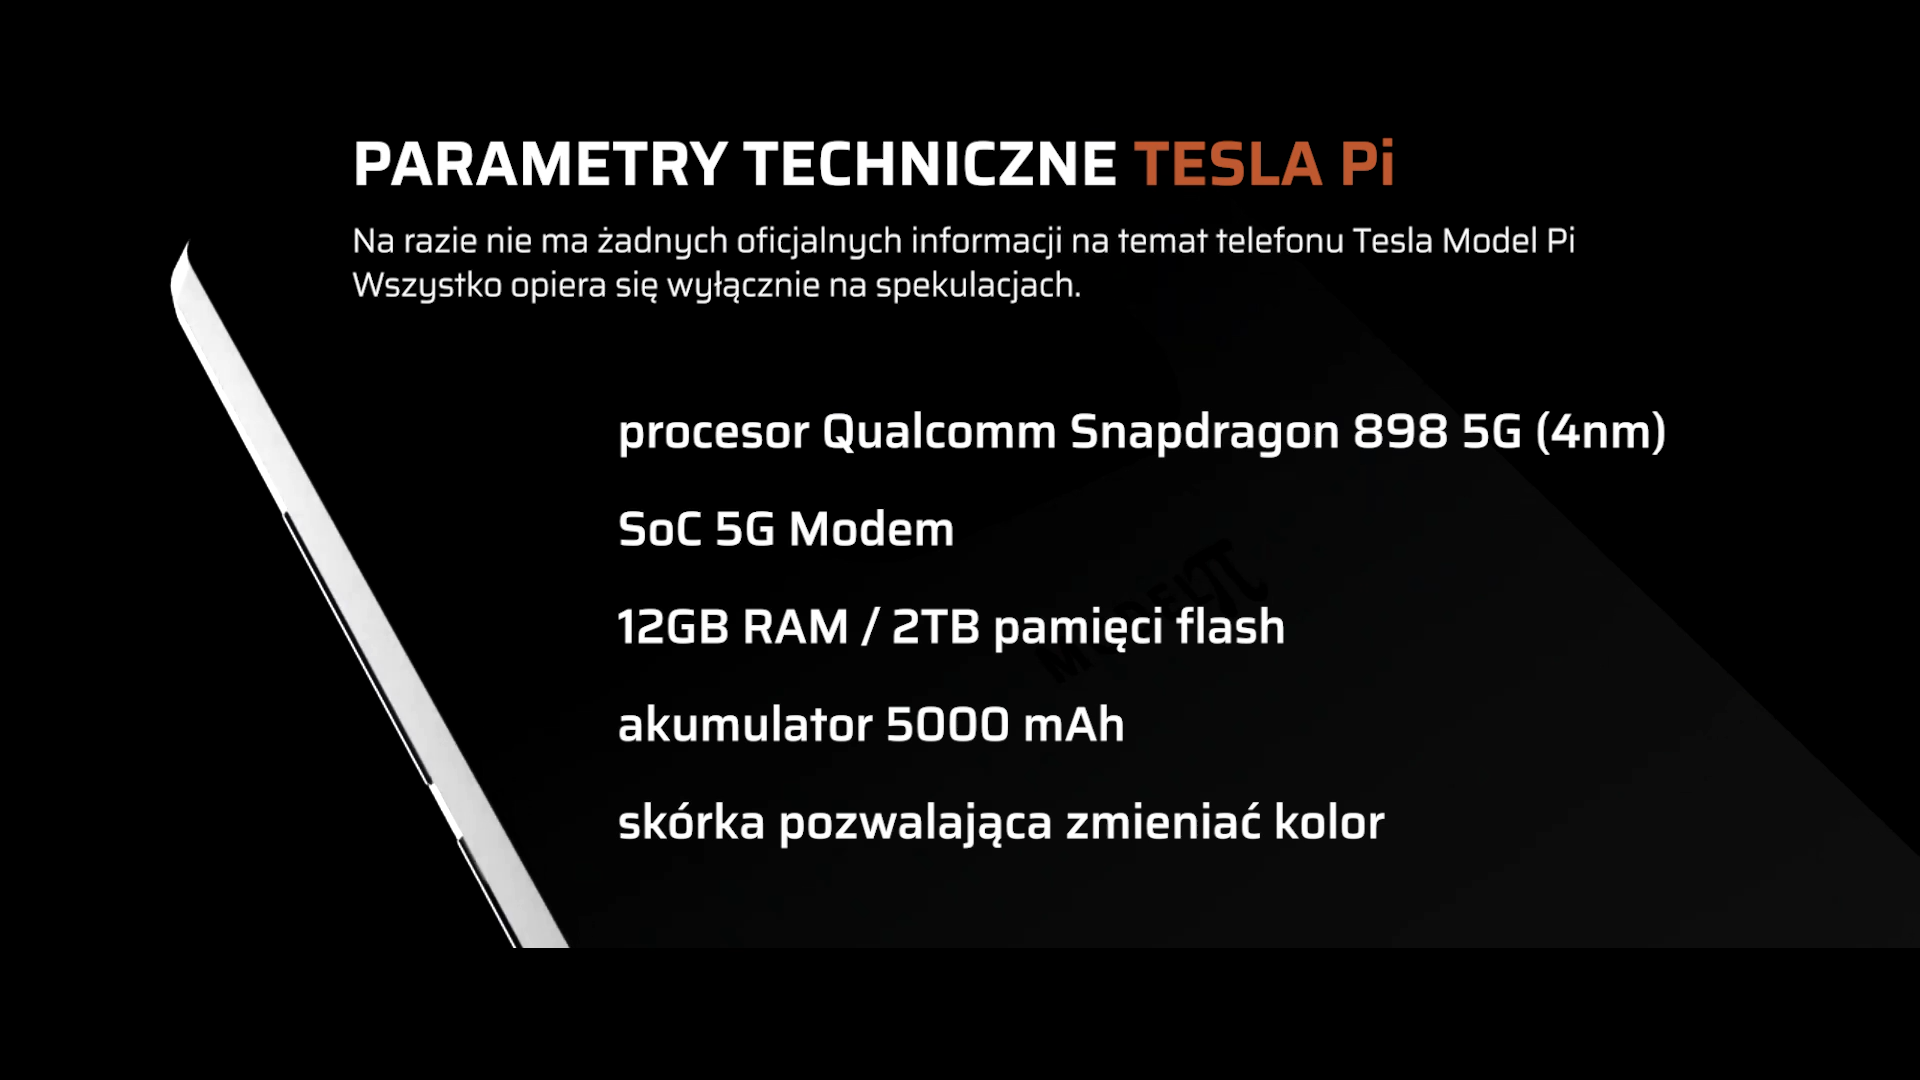 PARAMETRY TECHNICZNE TESLA Pi
Na razie nie ma żadnych oficjalnych informacji na temat telefonu Tesla Model Pi
Wszystko opiera się wyłącznie na spekulacjach.
procesor Qualcomm Snapdragon 898 5G (4nm)
SoC 5G Modem
12GB RAM / 2TB pamięci flash
MODEL π
akumulator 5000 mAh
skórka pozwalająca zmieniać kolor